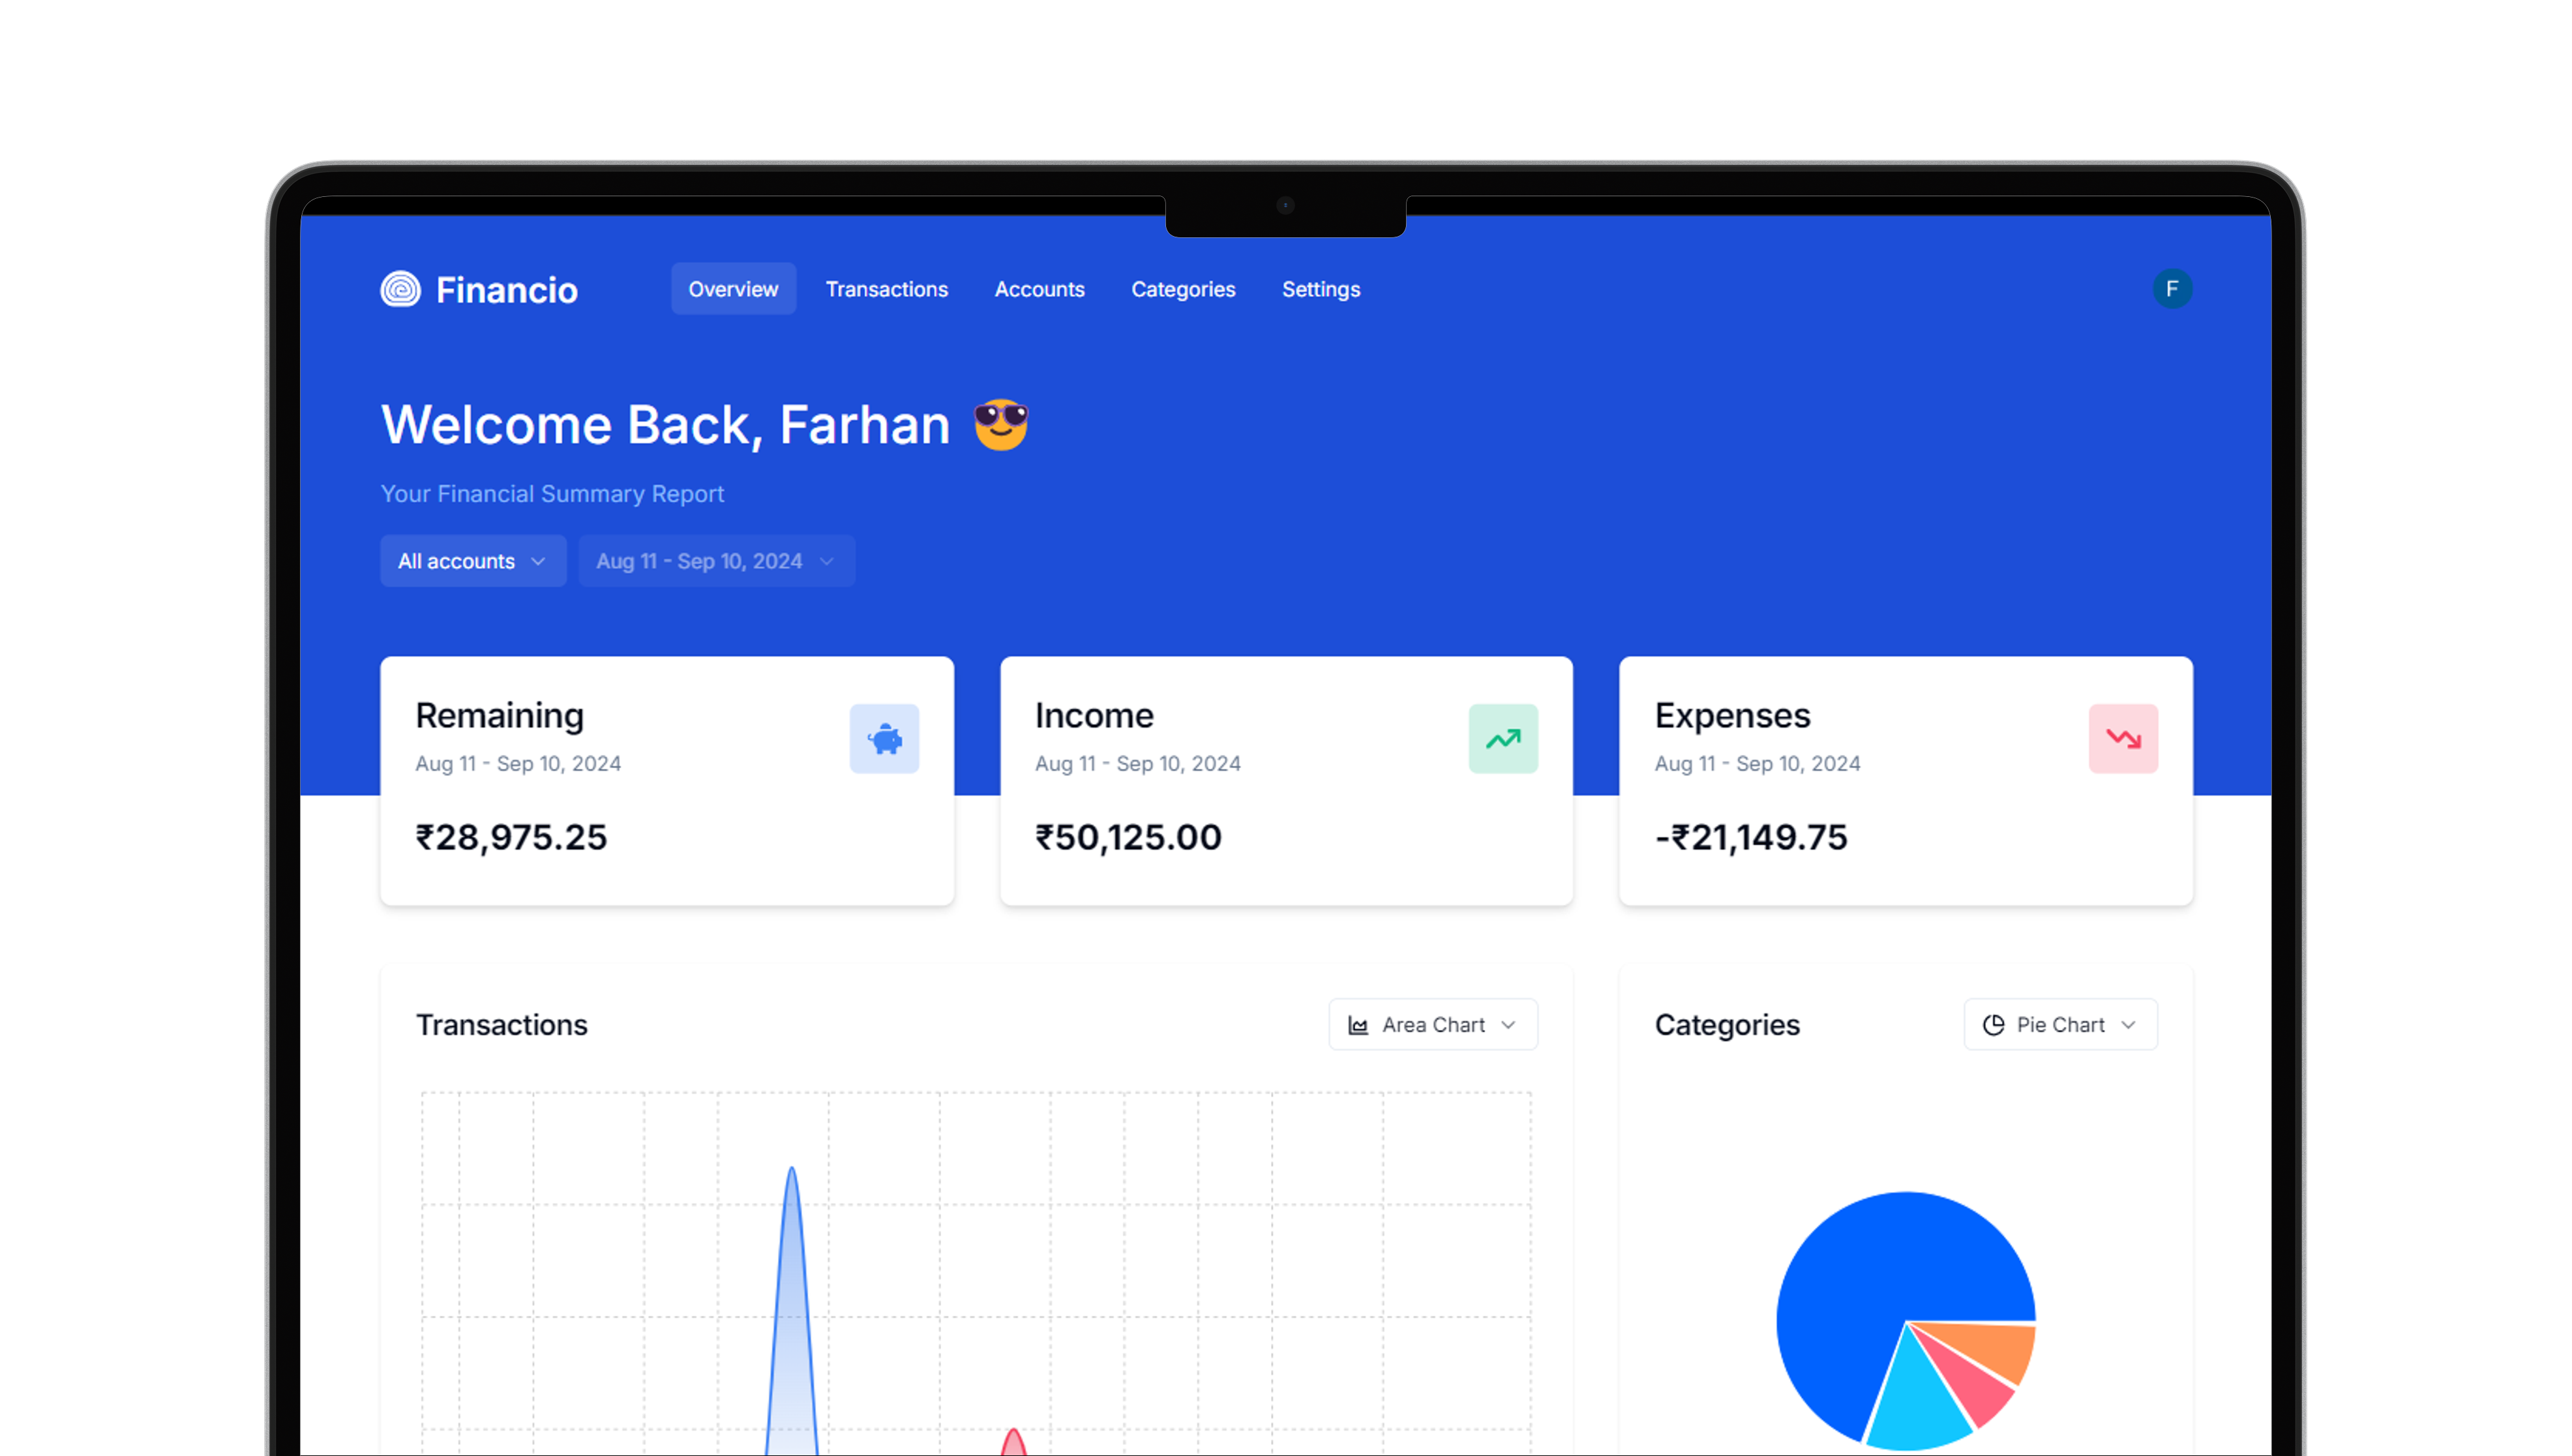 Financio
Overview
Transactions
Accounts
Categories
Settings
F
Welcome Back, Farhan 😎
Your Financial Summary Report
All accounts
Aug 11 - Sep 10, 2024
Remaining
Aug 11 - Sep 10, 2024
₹28,975.25
Income
Aug 11 - Sep 10, 2024
₹50,125.00
Expenses
Aug 11 - Sep 10, 2024
-₹21,149.75
Transactions
Area Chart
Categories
Pie Chart